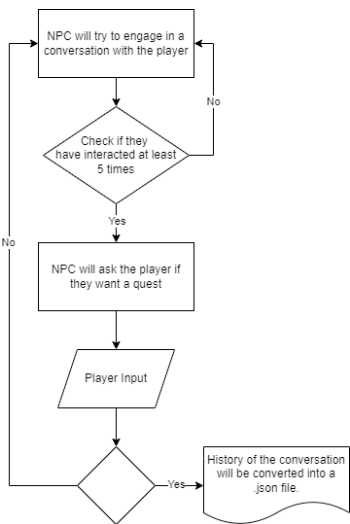 NPC will try to engage in a
conversation with the player
No
Check if they
have interacted at least
5 times
Yes
No
NPC will ask the player if
they want a quest
Player Input
Yes
History of the conversation
will be converted into a
.json file.